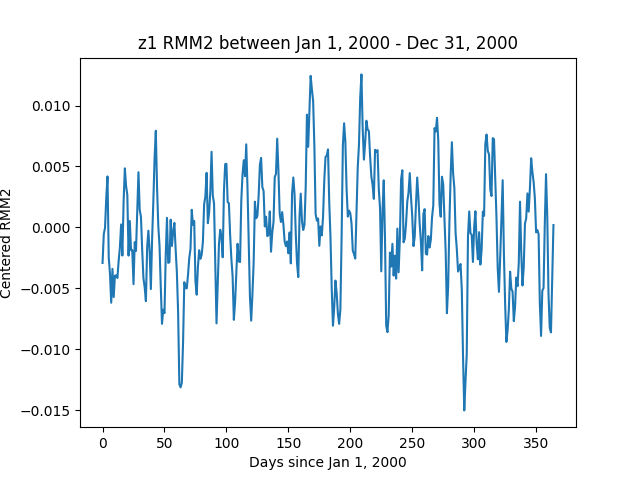 z1 RMM2 between Jan 1, 2000 - Dec 31, 2000
Centered RMM2
0.010
0.005
0.000
−0.005
−0.010
−0.015
0 50 100 150 200 250 300 350
Days since Jan 1, 2000